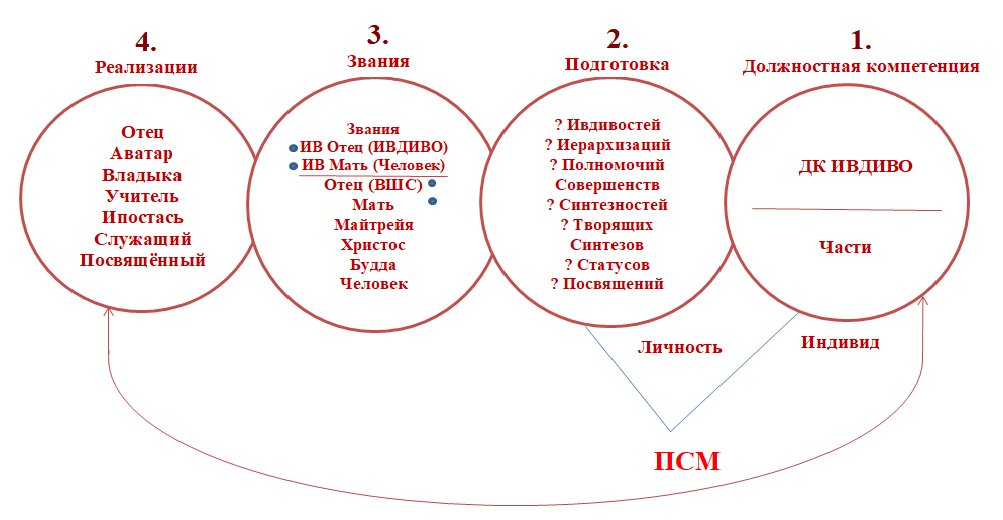 4.
Реализации
Отец
Аватар
Владыка
Учитель
Ипостась
Служащий
Посвящённый
3.
Звания
Звания
ИВ Отец (ИВДИВО)
ИВ Мать (Человек)
Отец (ВШС)
Мать
Майтрейя
Христос
Будда
Человек
2.
Подготовка
? Ивдивостей
? Иерархизаций
? Полномочий
Совершенств
? Синтезностей
? Творящих
Синтезов
? Статусов
? Посвящений
1.
Должностная компетенция
ДК ИВДИВО
Части
Личность
Индивид
ПСМ